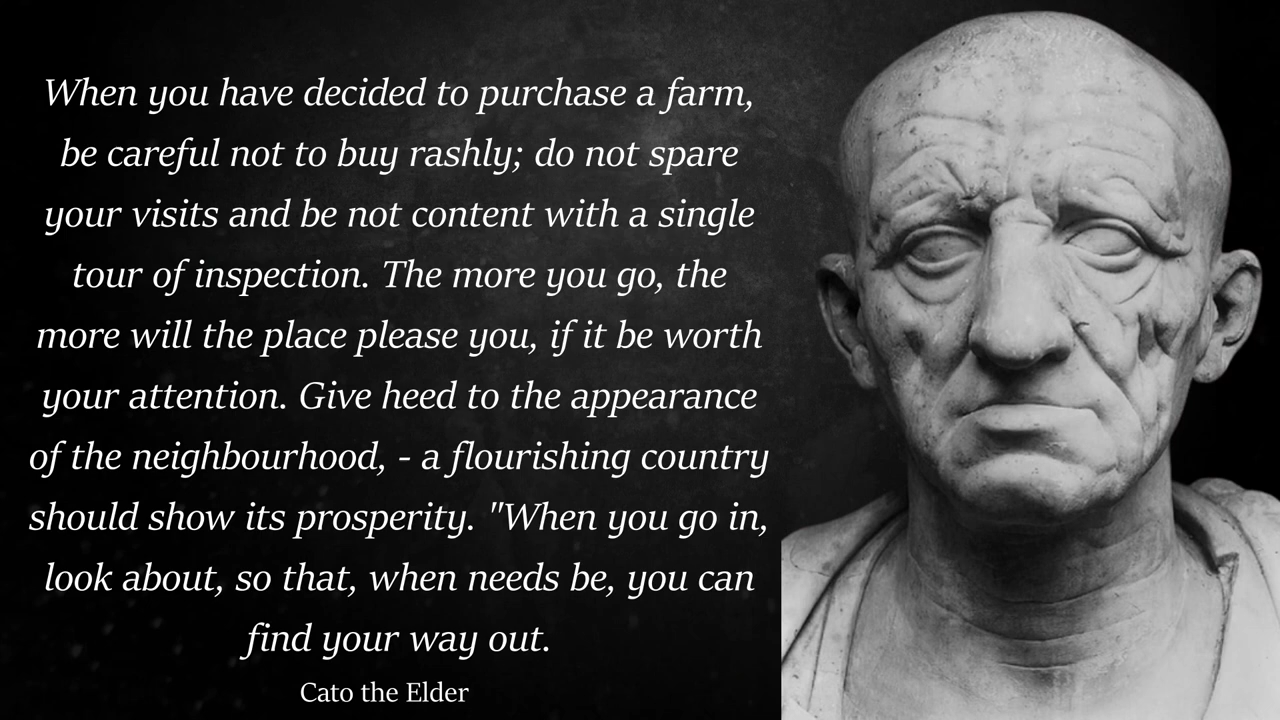 When you have decided to purchase a farm,
be careful not to buy rashly; do not spare
your visits and be not content with a single
tour of inspection. The more you go, the
more will the place please you, if it be worth
your attention. Give heed to the appearance
of the neighbourhood, - a flourishing country
should show its prosperity. "When you go in,
look about, so that, when needs be, you can
find your way out.
Cato the Elder